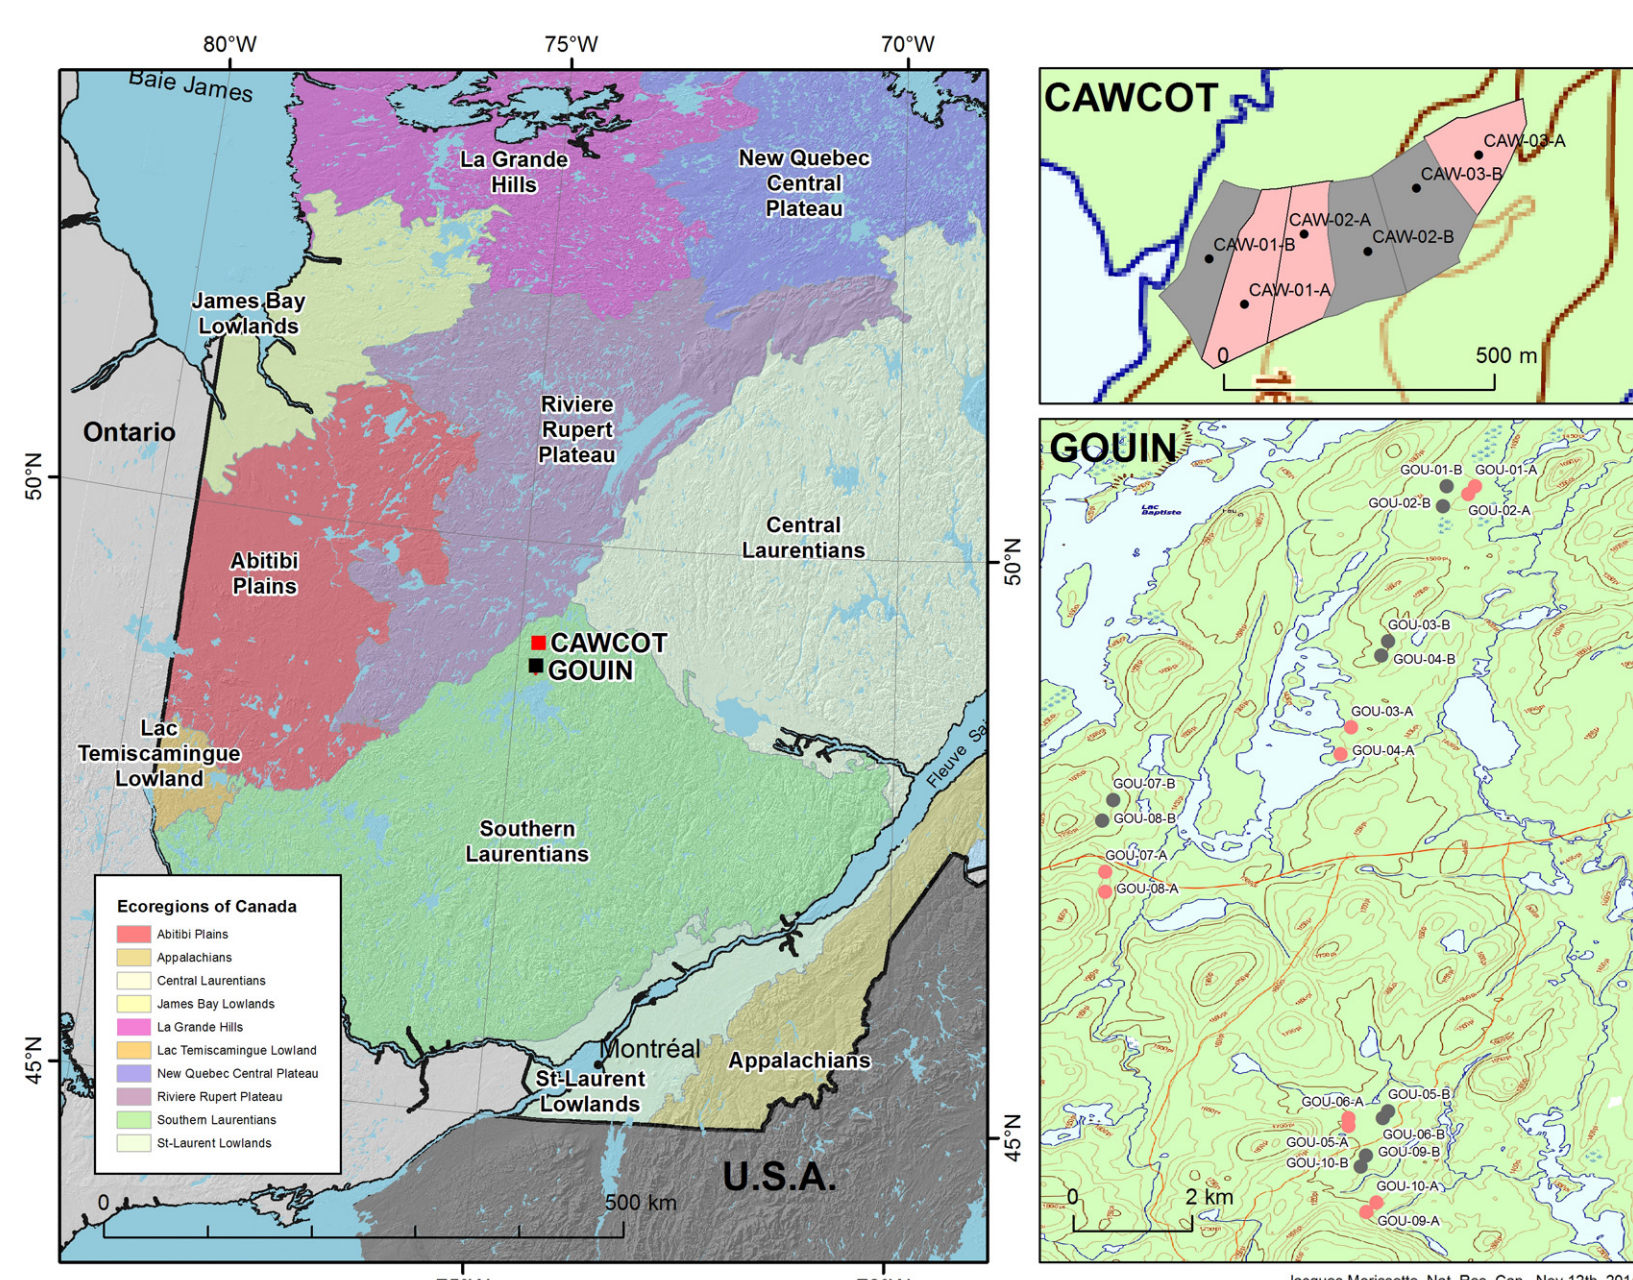 80°W
75°W
70°W
Baie James
La Grande
Hills
New Quebec
Central
Plateau
James Bay
Lowlands
Ontario
Riviere
Rupert
Plateau
50°N
Central
Laurentians
50°N
Abitibi
Plains
CAWCOT
GOUIN
Lac
Temiscamingue
Lowland
Fleuve Sai
Southern
Laurentians
Ecoregions of Canada
Abitibi Plains
Appalachians
Central Laurentians
James Bay Lowlands
La Grande Hills
Lac Temiscamingue Lowland
New Quebec Central Plateau
Riviere Rupert Plateau
Southern Laurentians
St-Laurent Lowlands
45°N
Montréal
Appalachians
St-Laurent
Lowlands
45°N
U.S.A.
0
500 km
CAWCOT
CAW-03-A
CAW-03-B
CAW-02-A
CAW-02-B
CAW-01-B
CAW-01-A
0
500 m
GOUIN
Lac
Baptiste
GOU-01-B
GOU-01-A
GOU-02-B
GOU-02-A
GOU-03-B
GOU-04-B
GOU-03-A
GOU-04-A
GOU-07-B
GOU-08-B
GOU-07-A
GOU-08-A
GOU-05-B
GOU-06-A
GOU-06-B
GOU-05-A
GOU-09-B
GOU-10-B
GOU-10-A
GOU-09-A
0
2 km